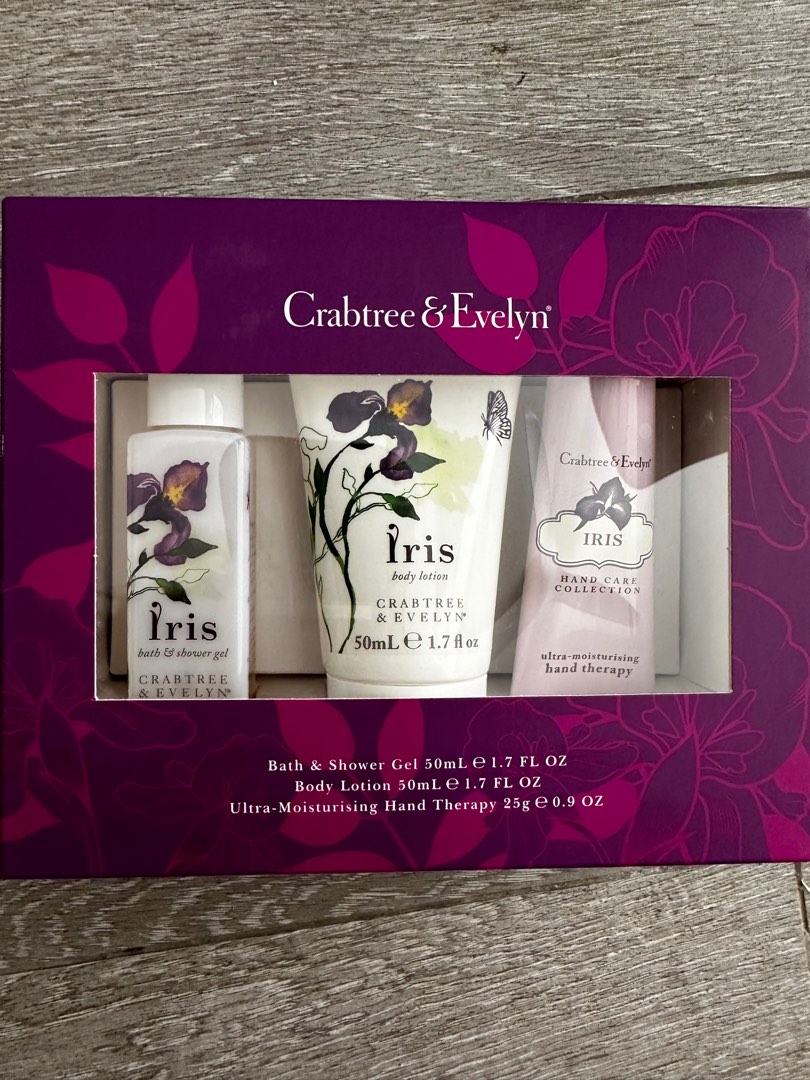 Crabtree & Evelyn®
Iris
bath & shower gel
CRABTREE
& EVELYN®
Iris
body lotion
CRABTREE
& EVELYN®
50mL ℮ 1.7 fl oz
Crabtree & Evelyn®
IRIS
HAND CARE
COLLECTION
ultra-moisturising
hand therapy
Bath & Shower Gel 50mL ℮ 1.7 FL OZ
Body Lotion 50mL ℮ 1.7 FL OZ
Ultra-Moisturising Hand Therapy 25g ℮ 0.9 OZ